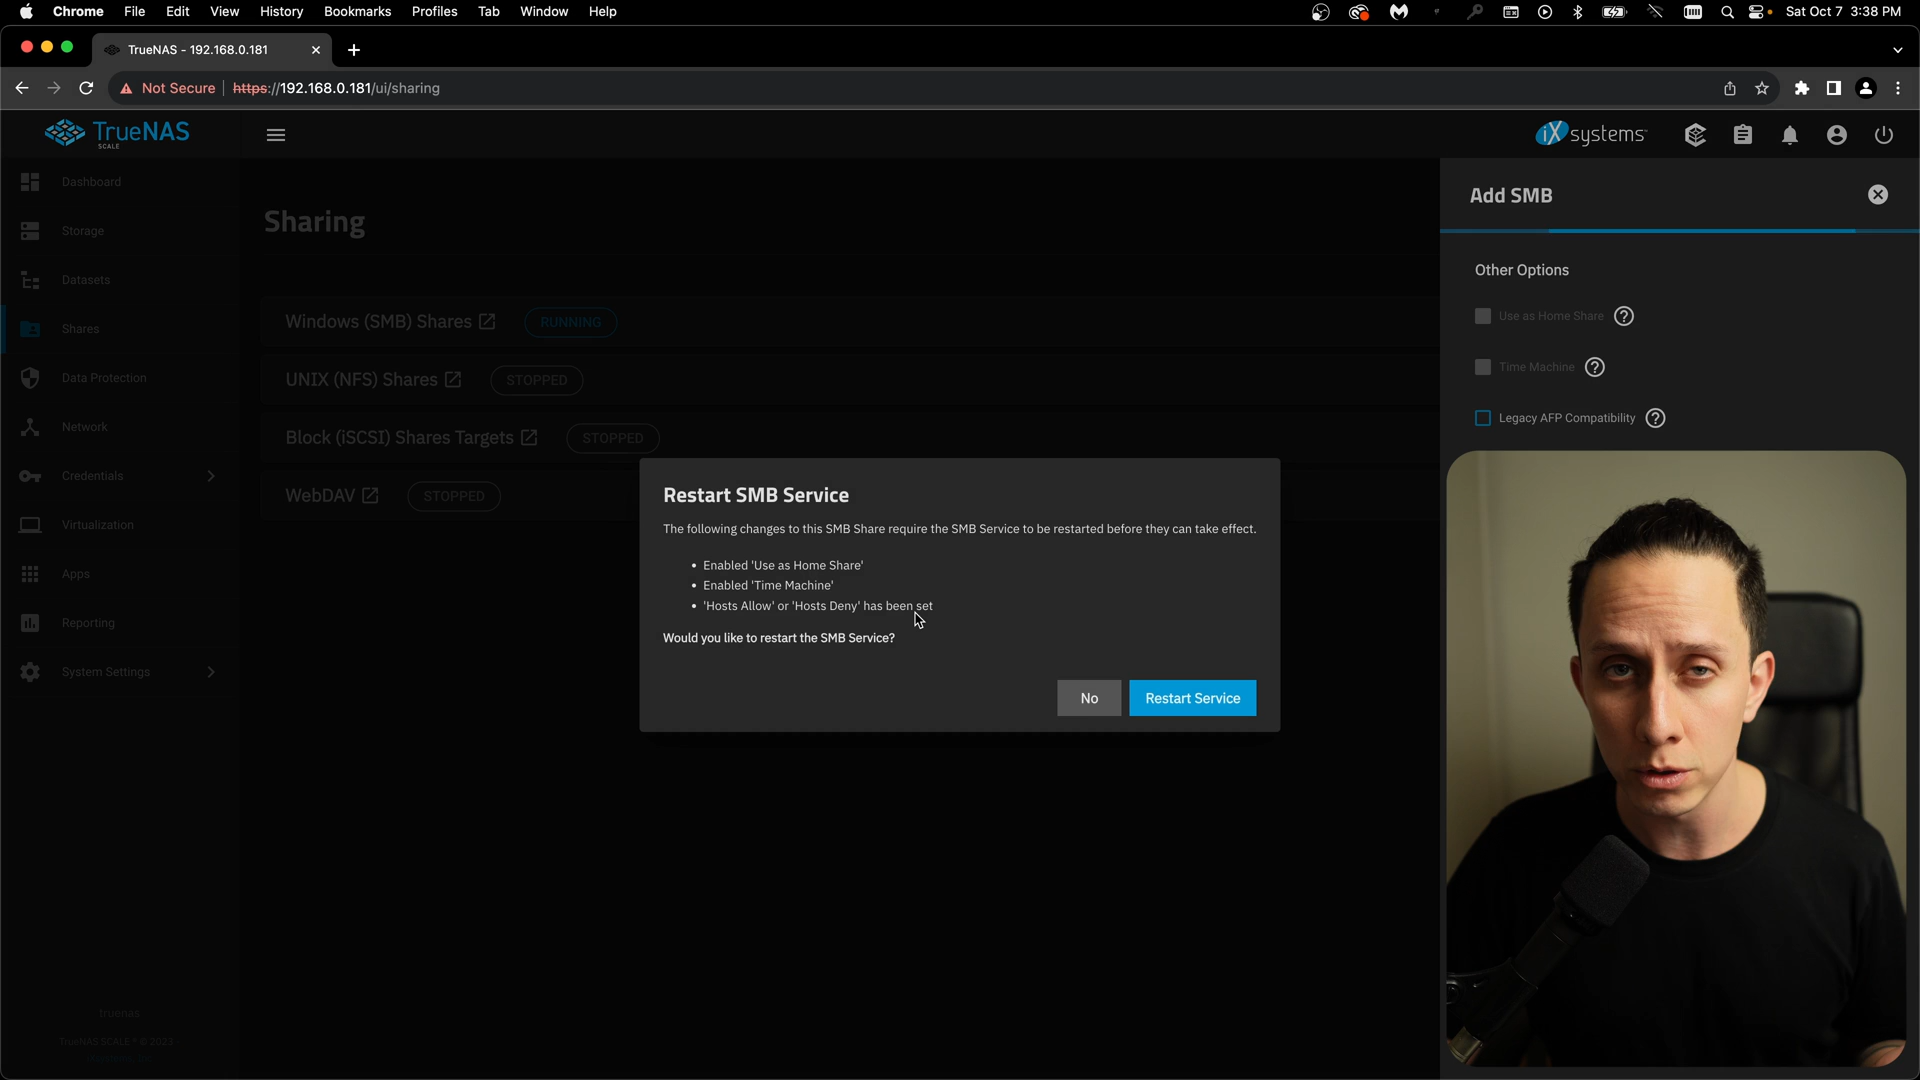 Chrome File Edit View History Bookmarks Profiles Tab Window Help Sat Oct 7 3:38 PM
TrueNAS - 192.168.0.181
Not Secure https://192.168.0.181/ui/sharing
TrueNAS
SCALE
iXsystems
Dashboard
Storage
Datasets
Shares
Data Protection
Network
Credentials
Virtualization
Apps
Reporting
System Settings
truenas
TrueNAS SCALE ® © 2023
Sharing
Windows (SMB) Shares RUNNING
UNIX (NFS) Shares STOPPED
Block (iSCSI) Shares Targets STOPPED
WebDAV STOPPED
Restart SMB Service
The following changes to this SMB Share require the SMB Service to be restarted before they can take effect.
• Enabled 'Use as Home Share'
• Enabled 'Time Machine'
• 'Hosts Allow' or 'Hosts Deny' has been set
Would you like to restart the SMB Service?
No Restart Service
Add SMB
Other Options
Use as Home Share
Time Machine
Legacy AFP Compatibility